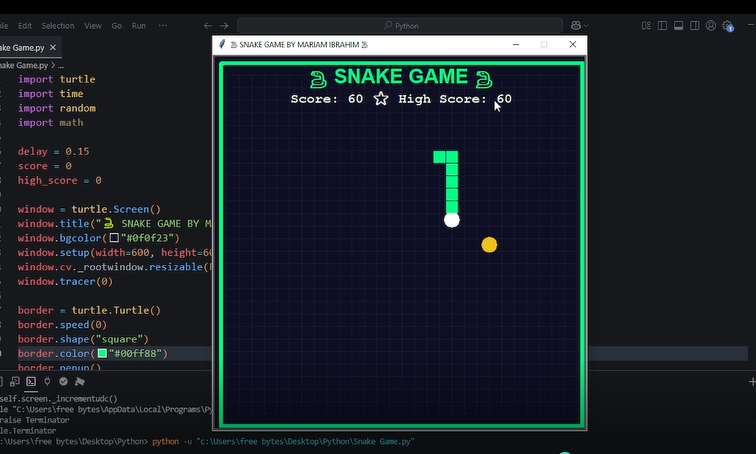 File Edit Selection View Go Run ··· Python
Snake Game.py
SNAKE GAME BY MARIAM IBRAHIM
ake Game.py > ...
import turtle
import time
import random
import math
delay = 0.15
score = 0
high_score = 0
window = turtle.Screen()
window.title("🐍 SNAKE GAME BY M
window.bgcolor("#0f0f23")
window.setup(width=600, height=60
window.cv._rootwindow.resizable(
window.tracer(0)
border = turtle.Turtle()
border.speed(0)
border.shape("square")
border.color("#00ff88")
border.penup()
SNAKE GAME
Score: 60 ☆ High Score: 60
self.screen._incrementudc()
le "C:\Users\free bytes\AppData\Local\Programs\Py
raise Terminator
le.Terminator
:\Users\free bytes\Desktop\Python> python -u "c:\Users\free bytes\Desktop\Python\Snake Game.py"